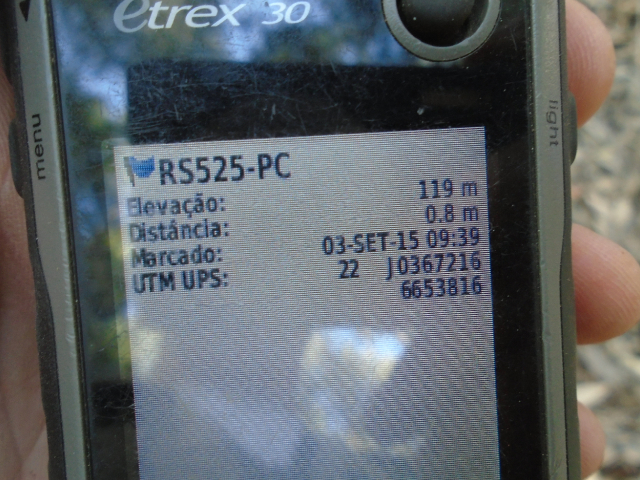 etrex 30
menu
light
RS525-PC
Elevação: 119 m
Distância: 0.8 m
Marcado: 03-SET-15 09:39
UTM UPS: 22 J0367216
6653816